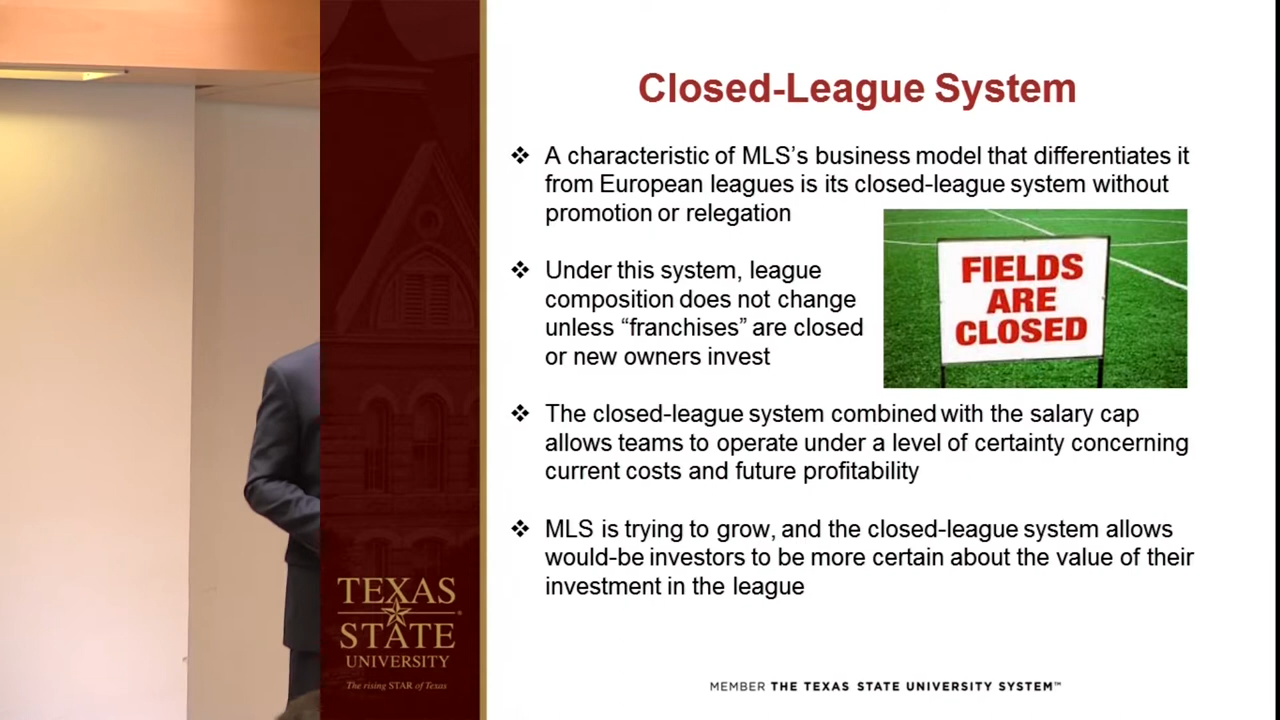 Closed-League System
❖ A characteristic of MLS’s business model that differentiates it
from European leagues is its closed-league system without
promotion or relegation
❖ Under this system, league
composition does not change
unless “franchises” are closed
or new owners invest
FIELDS
ARE
CLOSED
❖ The closed-league system combined with the salary cap
allows teams to operate under a level of certainty concerning
current costs and future profitability
❖ MLS is trying to grow, and the closed-league system allows
would-be investors to be more certain about the value of their
investment in the league
TEXAS
STATE
UNIVERSITY
The rising STAR of Texas
MEMBER THE TEXAS STATE UNIVERSITY SYSTEM™